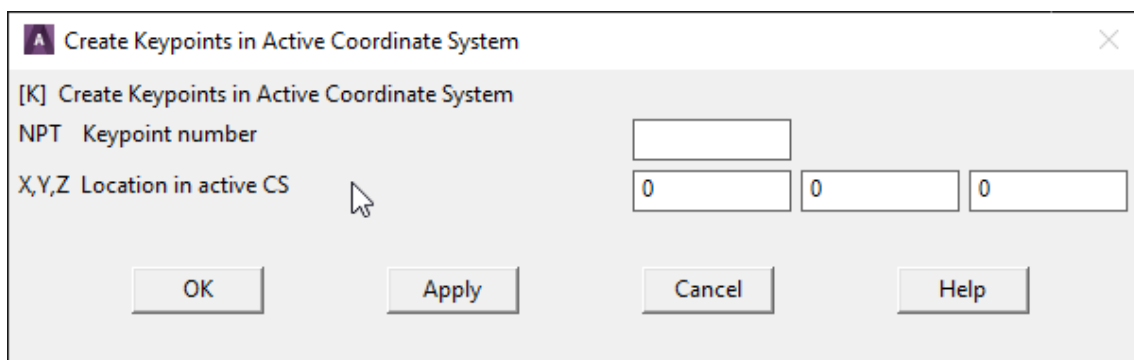 A Create Keypoints in Active Coordinate System
[K] Create Keypoints in Active Coordinate System
NPT Keypoint number
X,Y,Z Location in active CS 0 0 0
OK Apply Cancel Help